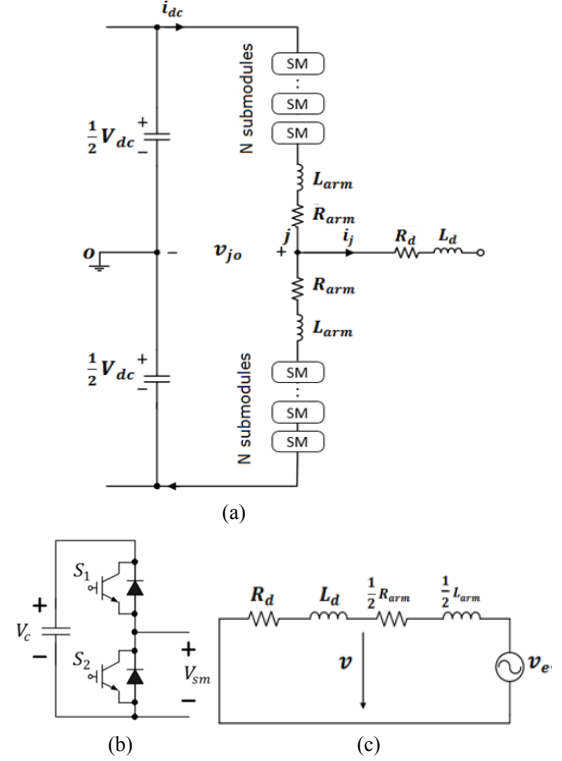 i_dc
SM
SM
SM
N submodules
+
½ V_dc
−
L_arm
R_arm
j
i_j
R_d
L_d
o
−
v_jo
+
R_arm
L_arm
+
½ V_dc
−
SM
SM
SM
N submodules
(a)
S_1
+
V_c
−
S_2
+
V_sm
−
(b)
R_d
L_d
½ R_arm
½ L_arm
v
v_e
(c)